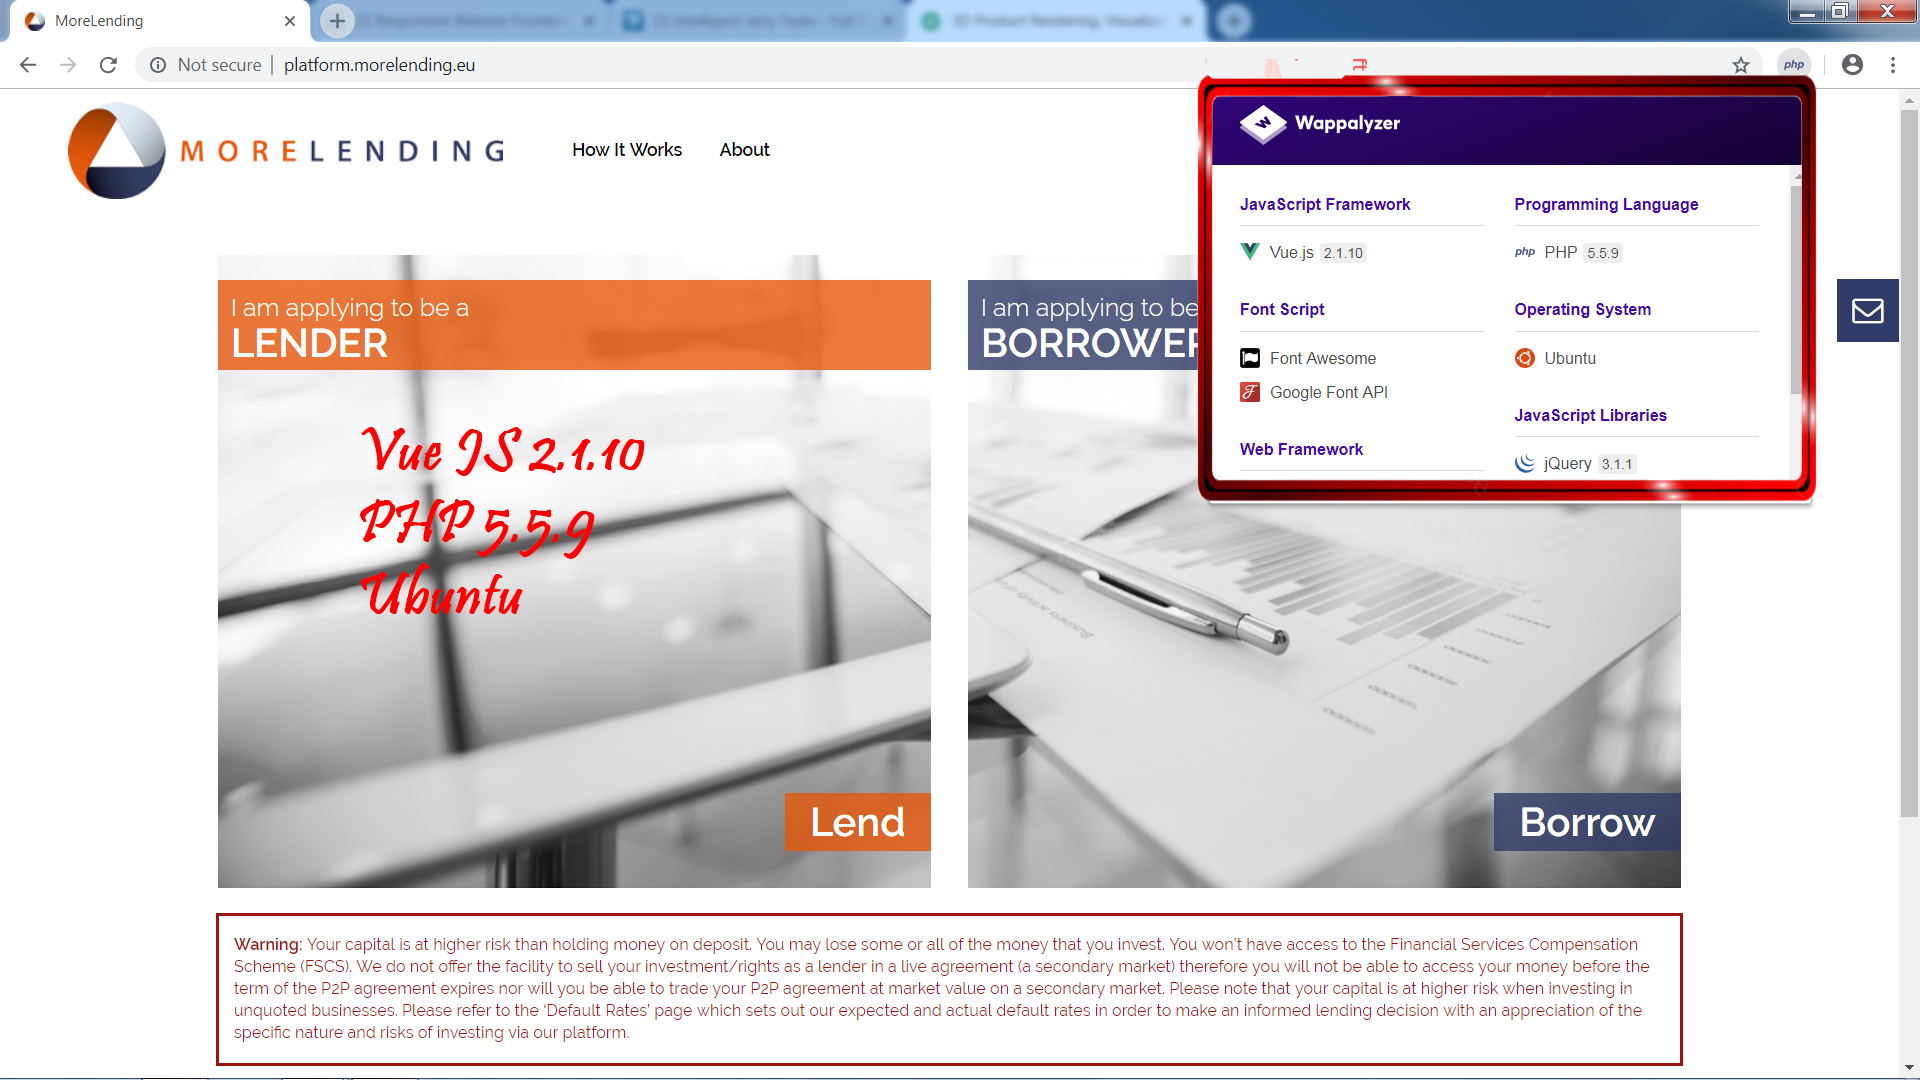 MoreLending
Not secure
platform.morelending.eu
php
MORELENDING
How It Works
About
Wappalyzer
JavaScript Framework
Vue.js 2.1.10
Font Script
Font Awesome
Google Font API
Web Framework
Programming Language
php PHP 5.5.9
Operating System
Ubuntu
JavaScript Libraries
jQuery 3.1.1
I am applying to be a
LENDER
Vue JS 2.1.10
PHP 5.5.9
Ubuntu
Lend
I am applying to be
BORROWER
Borrow
Warning: Your capital is at higher risk than holding money on deposit. You may lose some or all of the money that you invest. You won't have access to the Financial Services Compensation
Scheme (FSCS). We do not offer the facility to sell your investment/rights as a lender in a live agreement (a secondary market) therefore you will not be able to access your money before the
term of the P2P agreement expires nor will you be able to trade your P2P agreement at market value on a secondary market. Please note that your capital is at higher risk when investing in
unquoted businesses. Please refer to the ‘Default Rates’ page which sets out our expected and actual default rates in order to make an informed lending decision with an appreciation of the
specific nature and risks of investing via our platform.